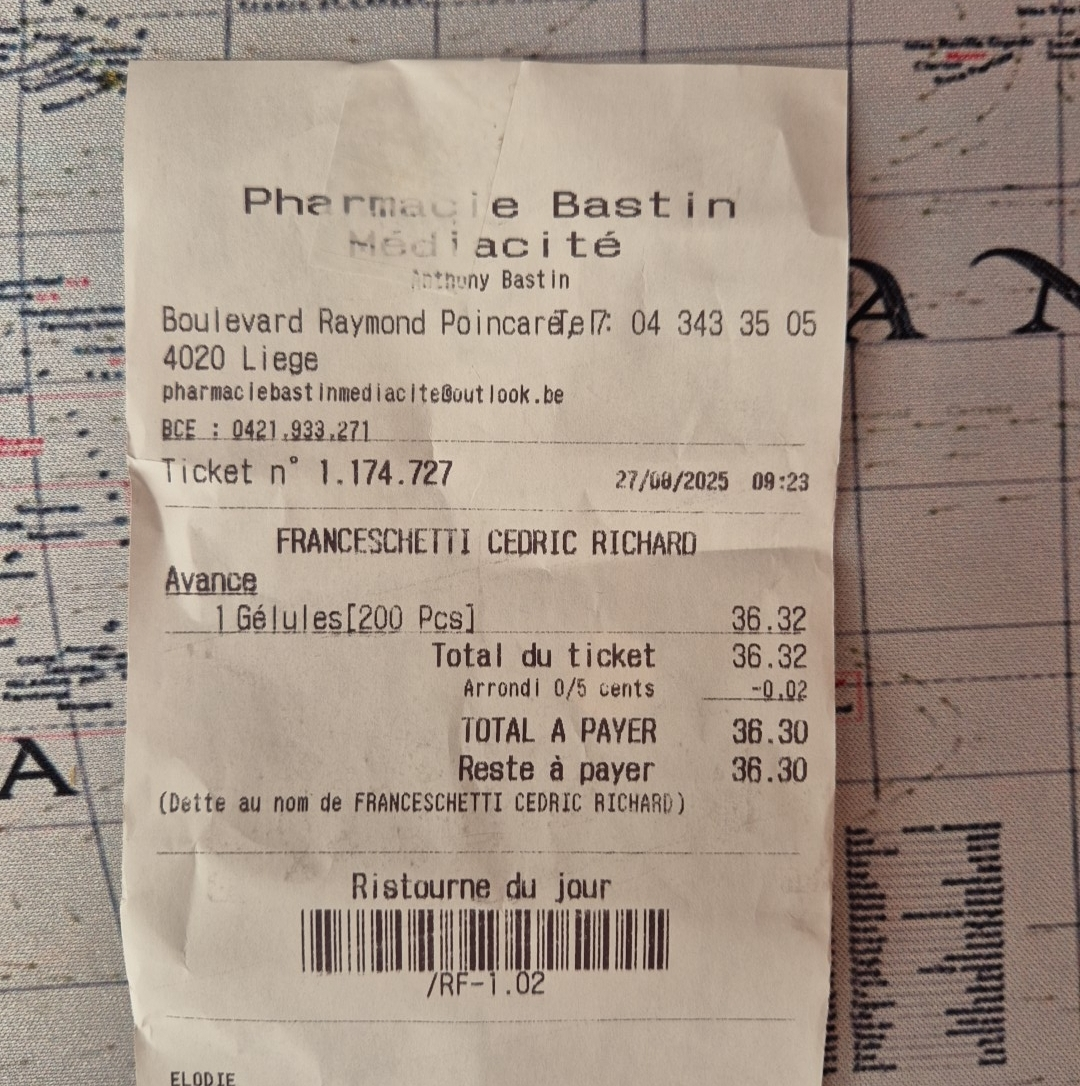 Pharmacie Bastin
Médiacité
Anthony Bastin
Boulevard Raymond Poincaré, 7 Tel : 04 343 35 05
4020 Liege
pharmaciebastinmediacite@outlook.be
BCE : 0421.933.271
Ticket n° 1.174.727 27/08/2025 09:23
FRANCESCHETTI CEDRIC RICHARD
Avance
1 Gélules[200 Pcs] 36.32
Total du ticket 36.32
Arrondi 0/5 cents -0.02
TOTAL A PAYER 36.30
Reste à payer 36.30
(Dette au nom de FRANCESCHETTI CEDRIC RICHARD)
Ristourne du jour
/RF-1.02
ELODIE
A N
A